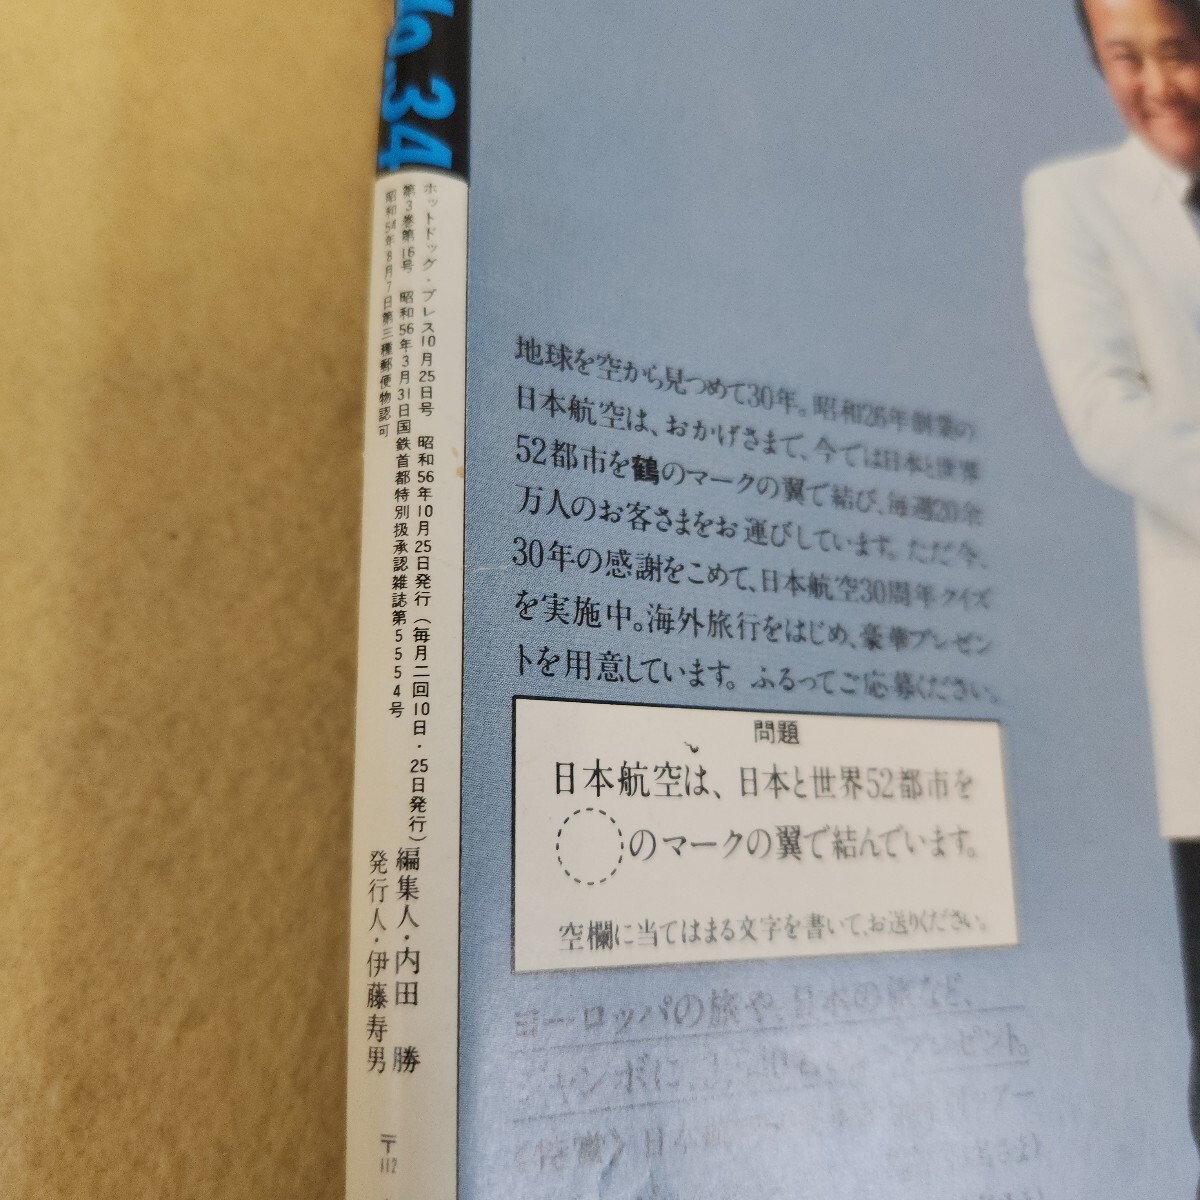 No.34
ホットドッグ・プレス10月25日号 昭和56年10月25日発行（毎月二回10日・25日発行）
第3巻第16号 昭和56年3月31日国鉄首都特別扱承認雑誌第5554号
昭和54年8月7日第三種郵便物認可
編集人・内田 勝
発行人・伊藤寿男
〒112
地球を空から見つめて30年。昭和26年創業の
日本航空は、おかげさまで、今では日本と世界
52都市を鶴のマークの翼で結び、毎週20余
万人のお客さまをお運びしています。ただ今、
30年の感謝をこめて、日本航空30周年クイズ
を実施中。海外旅行をはじめ、豪華プレゼン
トを用意しています。ふるってご応募ください。
問題
日本航空は、日本と世界52都市を
のマークの翼で結んでいます。
空欄に当てはまる文字を書いて、お送りください。
ヨーロッパの旅や、日本の旅など、